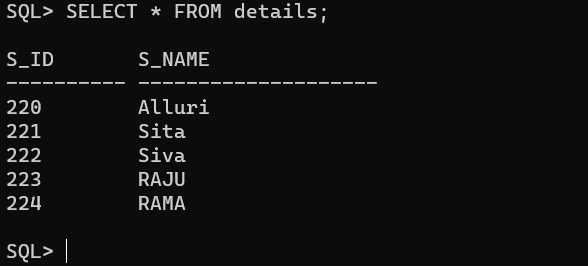 SQL> SELECT * FROM details;
S_ID       S_NAME
---------- --------------------
220        Alluri
221        Sita
222        Siva
223        RAJU
224        RAMA
SQL>